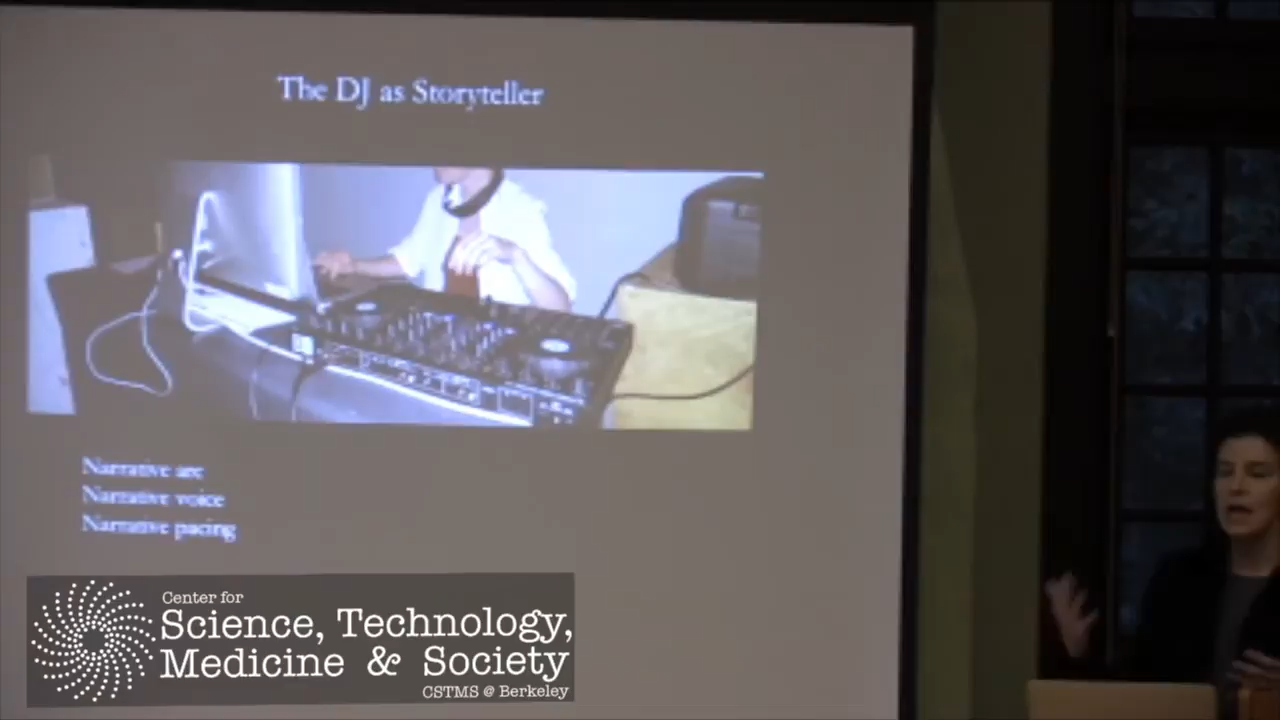 The DJ as Storyteller
Narrative arc
Narrative voice
Narrative pacing
Center for
Science, Technology,
Medicine & Society
CSTMS @ Berkeley